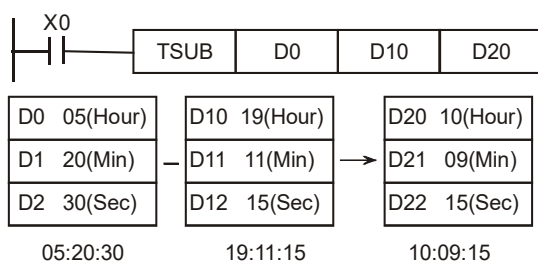 X0
TSUB D0 D10 D20
D0 05(Hour) D10 19(Hour) D20 10(Hour)
D1 20(Min) – D11 11(Min) → D21 09(Min)
D2 30(Sec) D12 15(Sec) D22 15(Sec)
05:20:30 19:11:15 10:09:15